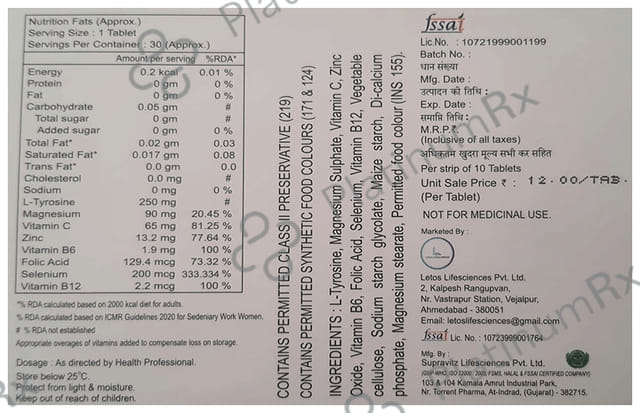 Nutrition Fats (Approx.)
Serving Size : 1 Tablet
Servings Per Container : 30 (Approx.)
Amount per serving %RDA*
Energy 0.2 kcal 0.01 %
Protein 0 gm 0 %
Fat 0 gm 0 %
Carbohydrate 0.05 gm #
Total sugar 0 gm #
Added sugar 0 gm 0 %
Total Fat* 0.02 gm 0.03
Saturated Fat* 0.017 gm 0.08
Trans Fat* 0.0 gm 0.0
Cholesterol 0.0 mg #
Sodium 0 mg 0 %
L-Tyrosine 250 mg #
Magnesium 90 mg 20.45 %
Vitamin C 65 mg 81.25 %
Zinc 13.2 mg 77.64 %
Vitamin B6 1.9 mg 100 %
Folic Acid 129.4 mcg 73.32 %
Selenium 200 mcg 333.334 %
Vitamin B12 2.2 mcg 100 %
*% RDA calculated based on 2000 kcal diet for adults.
% RDA calculated based on ICMR Guidelines 2020 for Sedeniary Work Women.
# % RDA not established
Appropriate overages of vitamins added to compensate loss on storage.
Dosage : As directed by Health Professional.
Store below 25°C.
Protect from light & moisture.
Keep out of reach of children.
CONTAINS PERMITTED CLASS II PRESERVATIVE (219)
CONTAINS PERMITTED SYNTHETIC FOOD COLOURS (171 & 124)
INGREDIENTS : L-Tyrosine, Magnesium Sulphate, Vitamin C, Zinc
Oxide, Vitamin B6, Folic Acid, Selenium, Vitamin B12, Vegetable
cellulose, Sodium starch glycolate, Maize starch, Di-calcium
phosphate, Magnesium stearate, Permitted food colour (INS 155).
fssai
Lic.No. : 10721999001199
Batch No. :
धान संख्या
Mfg. Date :
उत्पादन की तिथि :
Exp. Date :
समाप्ति तिथि :
M.R.P.₹.
(Inclusive of all taxes)
अधिकतम खुदरा मूल्य सभी कर सहित
Per strip of 10 Tablets
Unit Sale Price ₹ : 12.00/TAB.
(Per Tablet)
NOT FOR MEDICINAL USE.
Marketed By :
Letos Lifesciences Pvt. Ltd.
2, Kalpesh Rangupvan,
Nr. Vastrapur Station, Vejalpur,
Ahmedabad - 380051
Email: letoslifesciences@gmail.com
fssai Lic. No. : 10723999001764
Mfg. By :
Supravitz Lifesciences Pvt. Ltd.
(GMP-WHO, ISO 22000: 2005, FSMS, HALAL & FSSAI CERTIFIED COMPANY)
103 & 104 Kamala Amrut Industrial Park,
Nr. Torrent Pharma, At-Indrad, (Gujarat) - 382715.
PlatinumRx
PlatinumRx
PlatinumRx